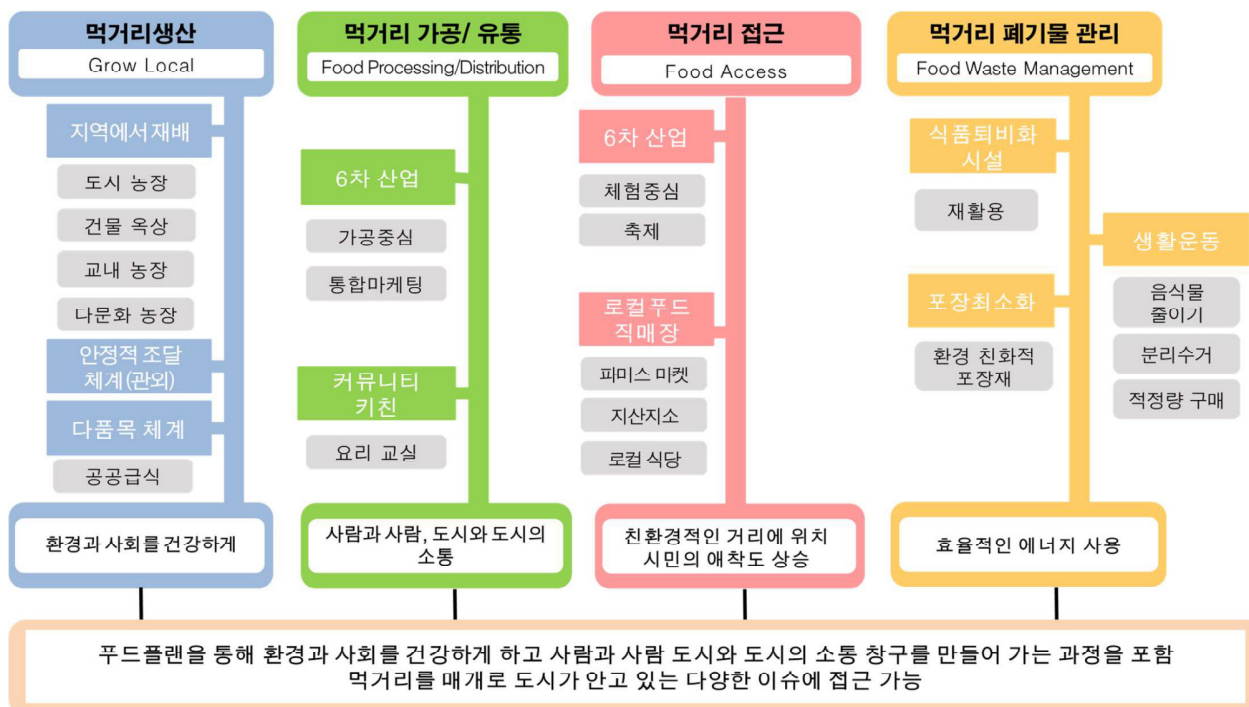 먹거리생산
Grow Local
지역에서재배
도시 농장
건물 옥상
교내 농장
나문화 농장
안정적 조달
체계(관외)
다품목 체계
공공급식
환경과 사회를 건강하게
먹거리 가공/ 유통
Food Processing/Distribution
6차 산업
가공중심
통합마케팅
커뮤니티
키친
요리 교실
사람과 사람, 도시와 도시의
소통
먹거리 접근
Food Access
6차 산업
체험중심
축제
로컬푸드
직매장
파미스 미켓
지산지소
로컬 식당
친환경적인 거리에 위치
시민의 애착도 상승
먹거리 폐기물 관리
Food Waste Management
식품퇴비화
시설
재활용
포장최소화
환경 친화적
포장재
생활운동
음식물
줄이기
분리수거
적정량 구매
효율적인 에너지 사용
푸드플랜을 통해 환경과 사회를 건강하게 하고 사람과 사람 도시와 도시의 소통 창구를 만들어 가는 과정을 포함
먹거리를 매개로 도시가 안고 있는 다양한 이슈에 접근 가능